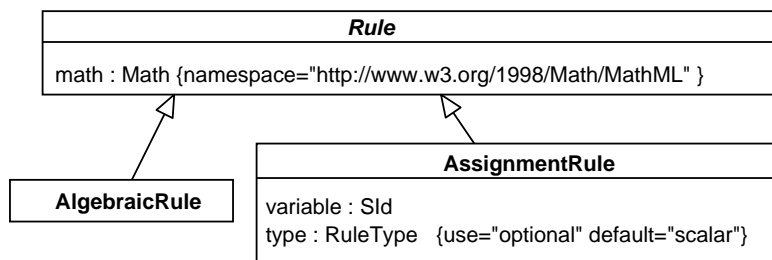 Rule
math : Math {namespace="http://www.w3.org/1998/Math/MathML" }
AssignmentRule
AlgebraicRule
variable : SId
type : RuleType {use="optional" default="scalar"}